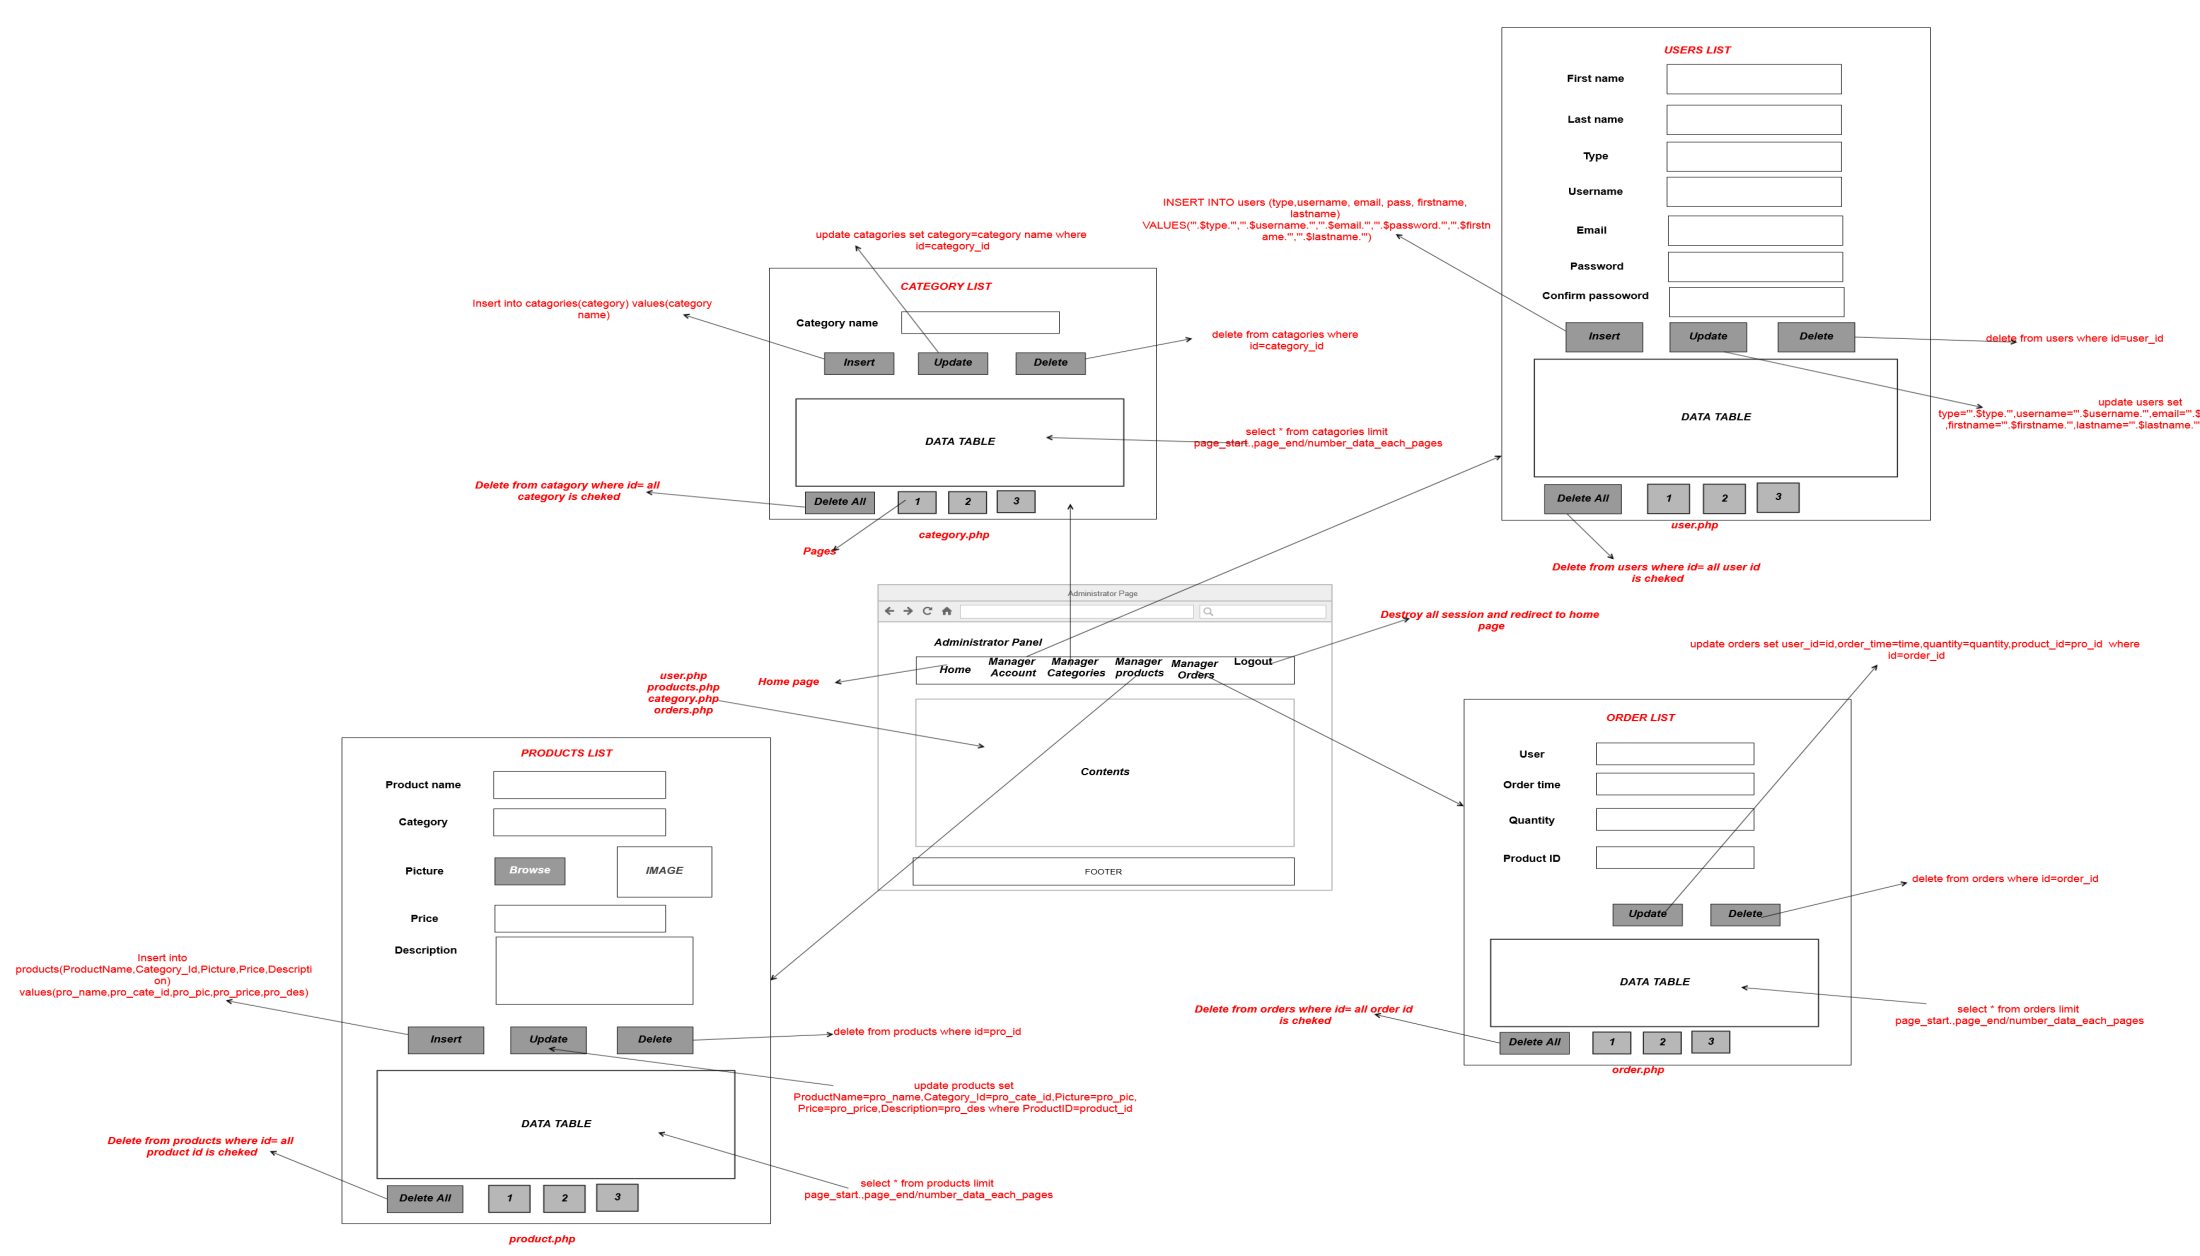 USERS LIST
First name
Last name
Type
Username
Email
Password
Confirm passoword
Insert
Update
Delete
DATA TABLE
Delete All
1
2
3
user.php
INSERT INTO users (type,username, email, pass, firstname,
lastname)
VALUES('".$type."','".$username."','".$email."','".$password."','".$firstn
ame."','".$lastname."')
delete from users where id=user_id
update users set
type='".$type."',username='".$username."',email='".$
,firstname='".$firstname."',lastname='".$lastname."'
Delete from users where id= all user id
is cheked
update catagories set category=category name where
id=category_id
Insert into catagories(category) values(category
name)
CATEGORY LIST
Category name
Insert
Update
Delete
delete from catagories where
id=category_id
DATA TABLE
select * from catagories limit
page_start.,page_end/number_data_each_pages
Delete from catagory where id= all
category is cheked
Delete All
1
2
3
Pages
category.php
Administrator Page
Administrator Panel
Home
Manager
Account
Manager
Categories
Manager
products
Manager
Orders
Logout
Home page
Destroy all session and redirect to home
page
user.php
products.php
category.php
orders.php
Contents
FOOTER
update orders set user_id=id,order_time=time,quantity=quantity,product_id=pro_id where
id=order_id
ORDER LIST
User
Order time
Quantity
Product ID
Update
Delete
delete from orders where id=order_id
DATA TABLE
select * from orders limit
page_start.,page_end/number_data_each_pages
Delete from orders where id= all order id
is cheked
Delete All
1
2
3
order.php
PRODUCTS LIST
Product name
Category
Picture
Browse
IMAGE
Price
Description
Insert into
products(ProductName,Category_Id,Picture,Price,Descripti
on)
values(pro_name,pro_cate_id,pro_pic,pro_price,pro_des)
Insert
Update
Delete
delete from products where id=pro_id
update products set
ProductName=pro_name,Category_Id=pro_cate_id,Picture=pro_pic,
Price=pro_price,Description=pro_des where ProductID=product_id
DATA TABLE
Delete from products where id= all
product id is cheked
select * from products limit
page_start.,page_end/number_data_each_pages
Delete All
1
2
3
product.php